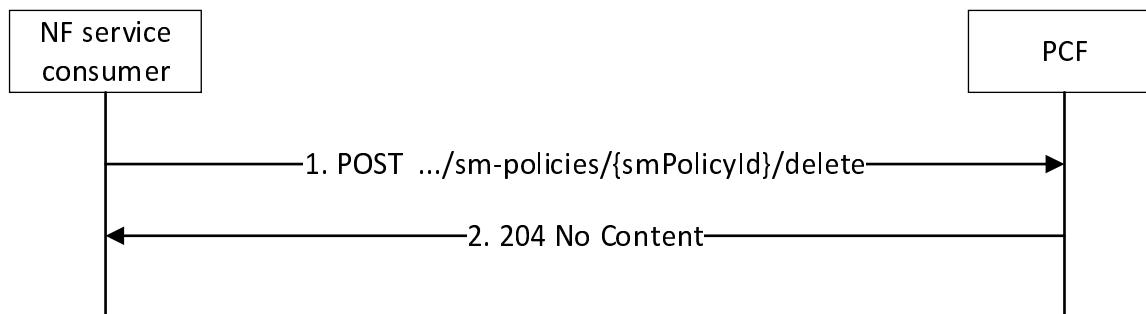 NF service
consumer
PCF
1. POST .../sm-policies/{smPolicyId}/delete
2. 204 No Content